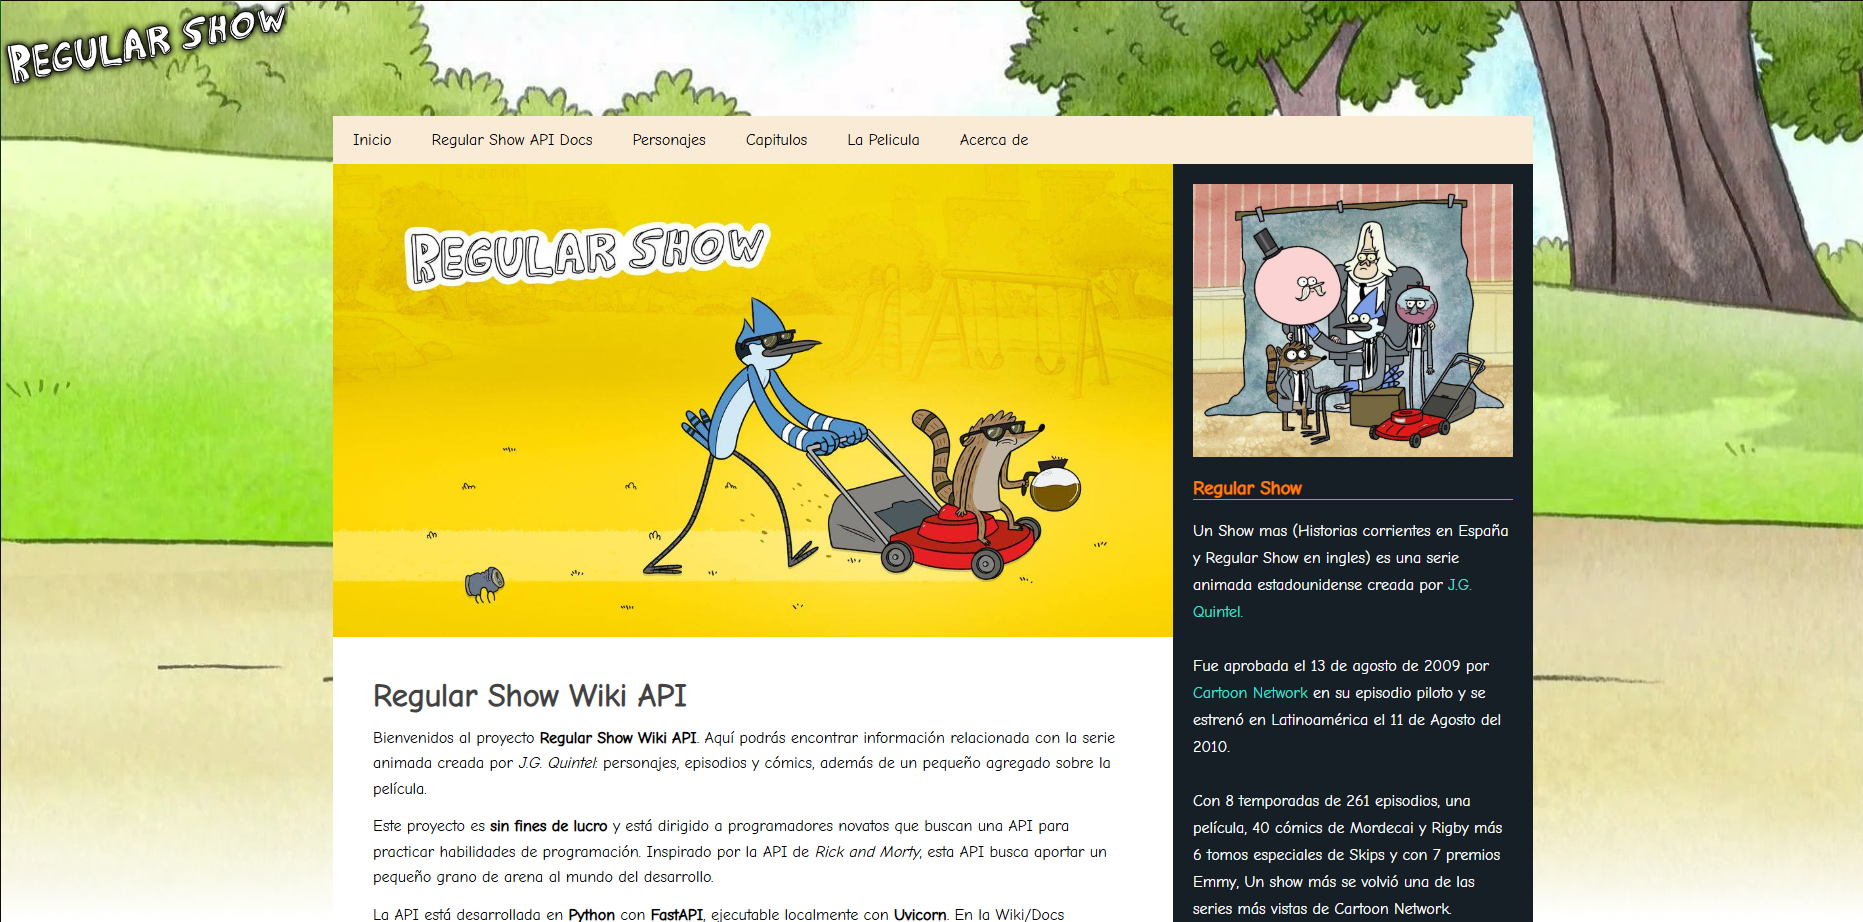 REGULAR SHOW
Inicio Regular Show API Docs Personajes Capitulos La Pelicula Acerca de
REGULAR SHOW
Regular Show Wiki API
Bienvenidos al proyecto Regular Show Wiki API. Aquí podrás encontrar información relacionada con la serie
animada creada por J.G. Quintel: personajes, episodios y cómics, además de un pequeño agregado sobre la
película.
Este proyecto es sin fines de lucro y está dirigido a programadores novatos que buscan una API para
practicar habilidades de programación. Inspirado por la API de Rick and Morty, esta API busca aportar un
pequeño grano de arena al mundo del desarrollo.
La API está desarrollada en Python con FastAPI, ejecutable localmente con Uvicorn. En la Wiki/Docs
Regular Show
Un Show mas (Historias corrientes en España
y Regular Show en ingles) es una serie
animada estadounidense creada por J.G.
Quintel.
Fue aprobada el 13 de agosto de 2009 por
Cartoon Network en su episodio piloto y se
estrenó en Latinoamérica el 11 de Agosto del
2010.
Con 8 temporadas de 261 episodios, una
película, 40 cómics de Mordecai y Rigby más
6 tomos especiales de Skips y con 7 premios
Emmy, Un show más se volvió una de las
series más vistas de Cartoon Network.